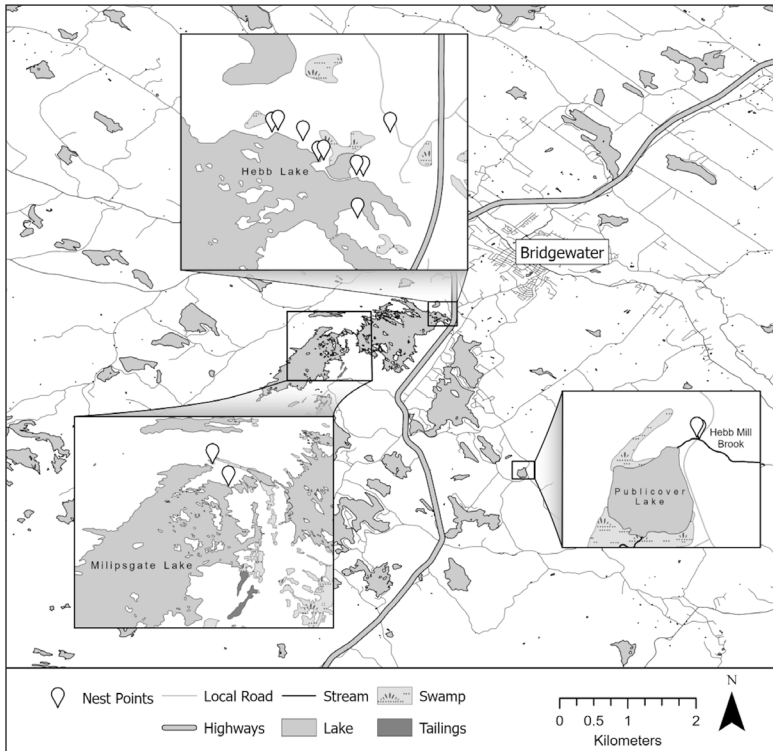 Hebb Lake
Bridgewater
Hebb Mill
Brook
Publicover
Lake
Milipsgate Lake
Nest Points
Local Road
Stream
Swamp
Highways
Lake
Tailings
N
0 0.5 1 2
Kilometers